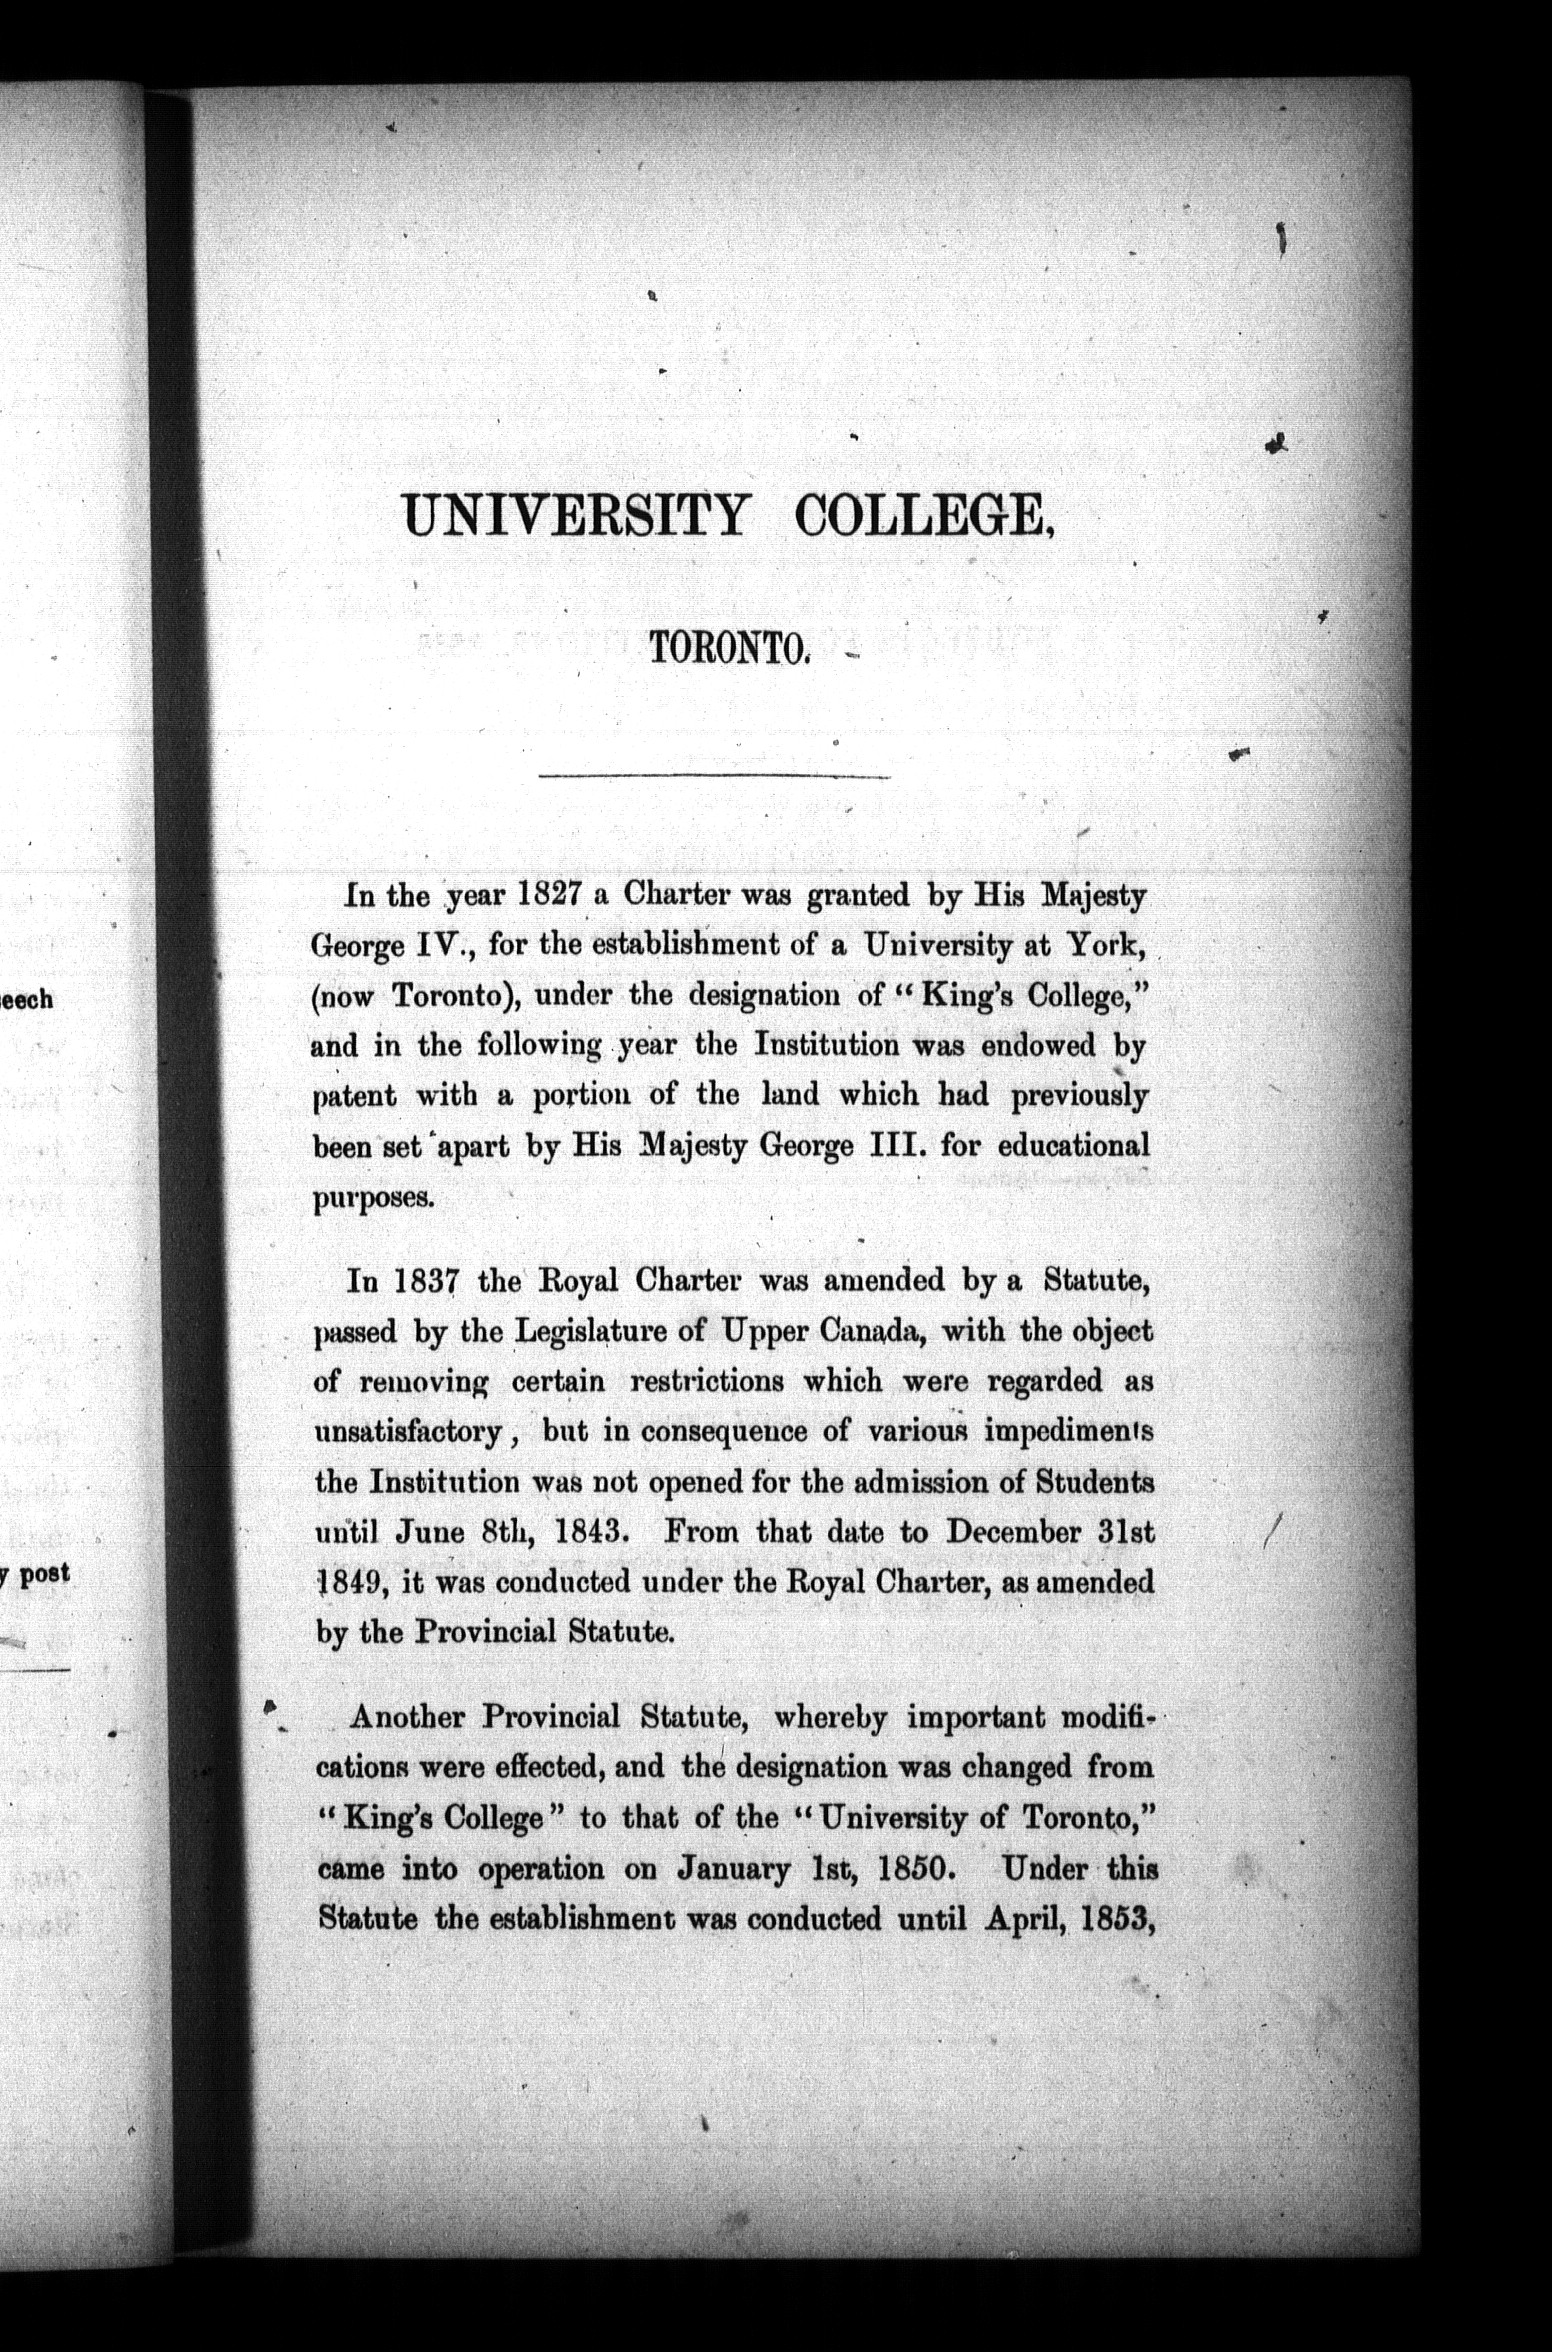 eech
y post
UNIVERSITY COLLEGE,
TORONTO.
In the year 1827 a Charter was granted by His Majesty
George IV., for the establishment of a University at York,
(now Toronto), under the designation of "King's College,"
and in the following year the Institution was endowed by
patent with a portion of the land which had previously
been set apart by His Majesty George III. for educational
purposes.
In 1837 the Royal Charter was amended by a Statute,
passed by the Legislature of Upper Canada, with the object
of removing certain restrictions which were regarded as
unsatisfactory, but in consequence of various impediments
the Institution was not opened for the admission of Students
until June 8th, 1843. From that date to December 31st
1849, it was conducted under the Royal Charter, as amended
by the Provincial Statute.
Another Provincial Statute, whereby important modifi-
cations were effected, and the designation was changed from
"King's College" to that of the "University of Toronto,"
came into operation on January 1st, 1850. Under this
Statute the establishment was conducted until April, 1853,